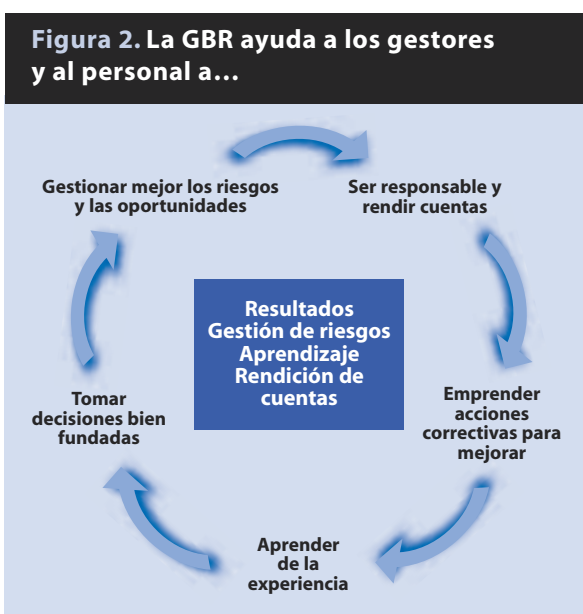 Figura 2. La GBR ayuda a los gestores
y al personal a…
Gestionar mejor los riesgos
y las oportunidades
Ser responsable y
rendir cuentas
Resultados
Gestión de riesgos
Aprendizaje
Rendición de
cuentas
Tomar
decisiones bien
fundadas
Emprender
acciones
correctivas para
mejorar
Aprender
de la
experiencia